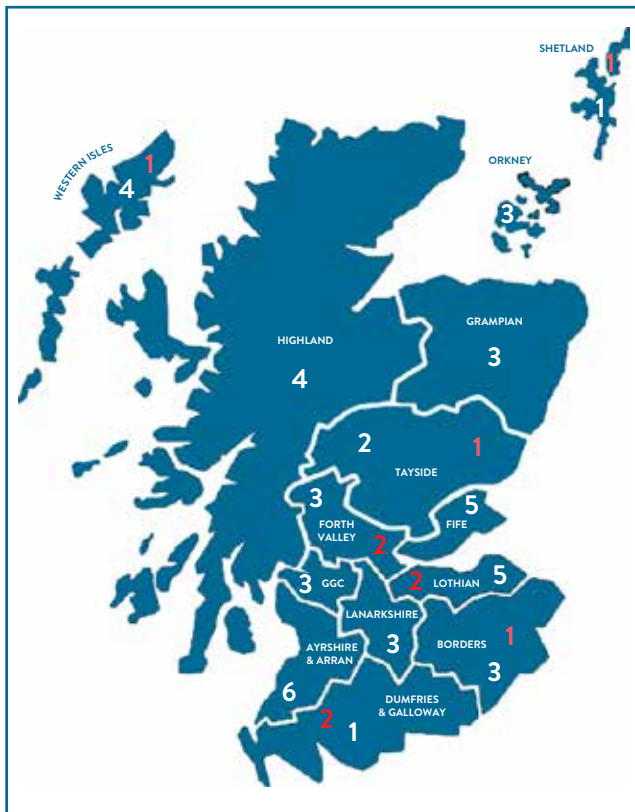 SHETLAND
1
1
WESTERN ISLES
1
4
ORKNEY
3
GRAMPIAN
3
HIGHLAND
4
2
1
TAYSIDE
3
5
FORTH
VALLEY
2
FIFE
3
GGC
2
LOTHIAN
5
LANARKSHIRE
3
1
BORDERS
3
AYRSHIRE
& ARRAN
6
DUMFRIES
& GALLOWAY
2
1